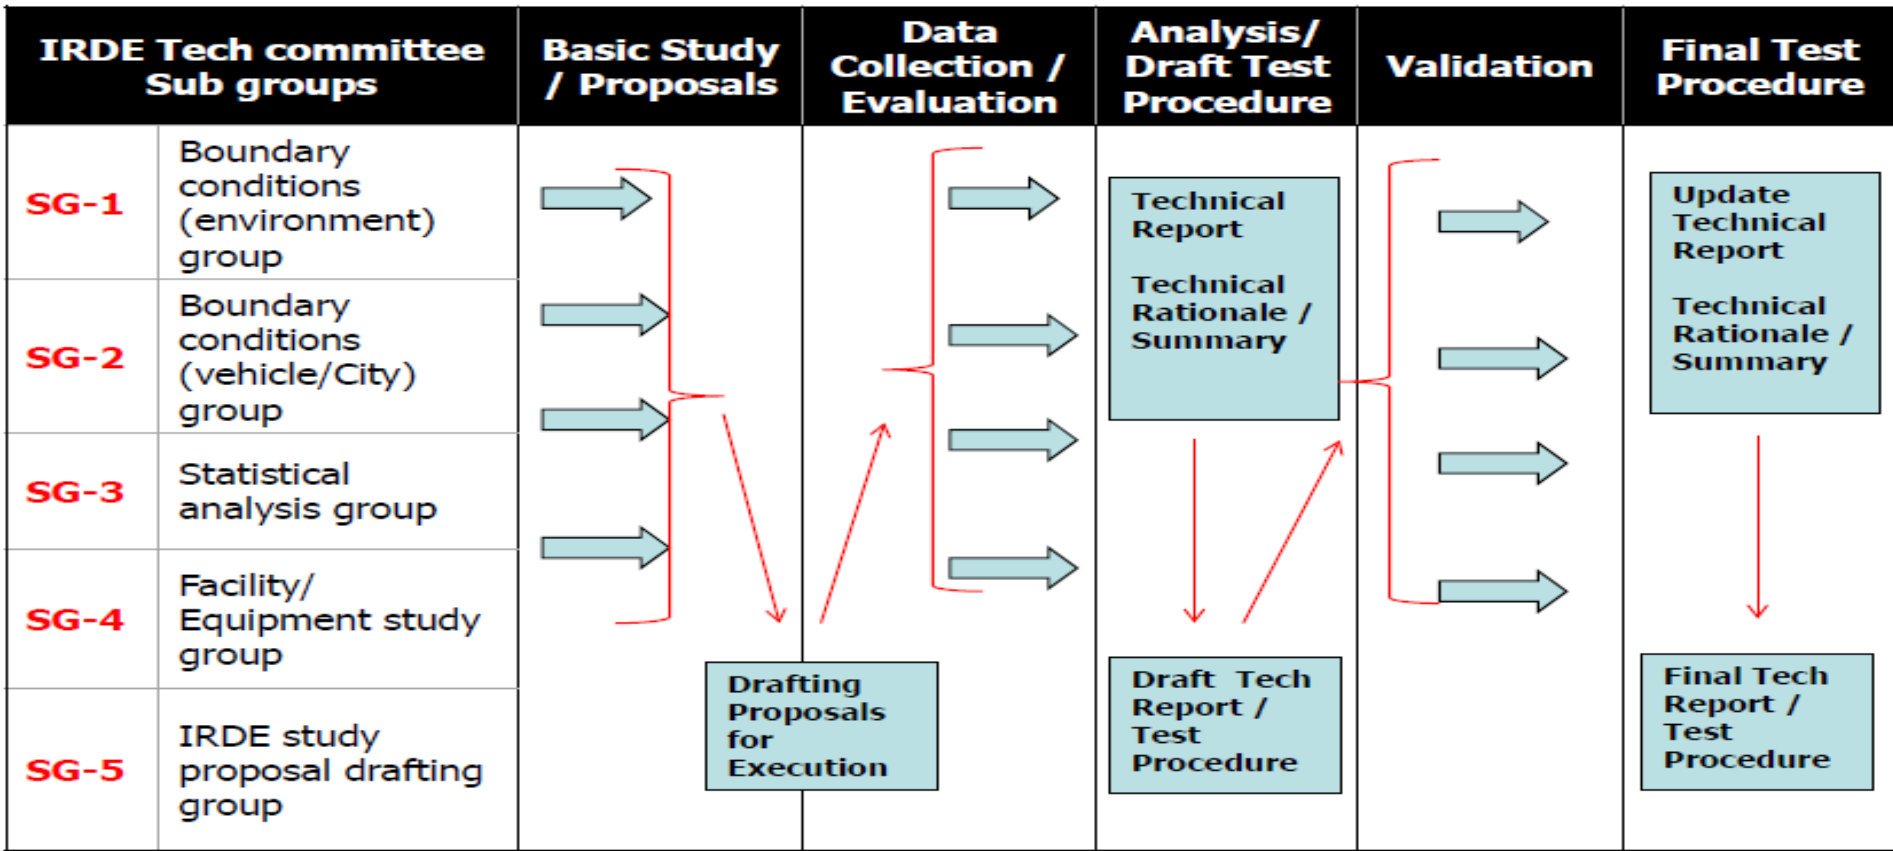 IRDE Tech committee
Sub groups
Basic Study
/ Proposals
Data
Collection /
Evaluation
Analysis/
Draft Test
Procedure
Validation
Final Test
Procedure
SG-1
Boundary
conditions
(environment)
group
SG-2
Boundary
conditions
(vehicle/City)
group
SG-3
Statistical
analysis group
SG-4
Facility/
Equipment study
group
SG-5
IRDE study
proposal drafting
group
Drafting
Proposals
for
Execution
Technical
Report
Technical
Rationale /
Summary
Draft Tech
Report /
Test
Procedure
Update
Technical
Report
Technical
Rationale /
Summary
Final Tech
Report /
Test
Procedure